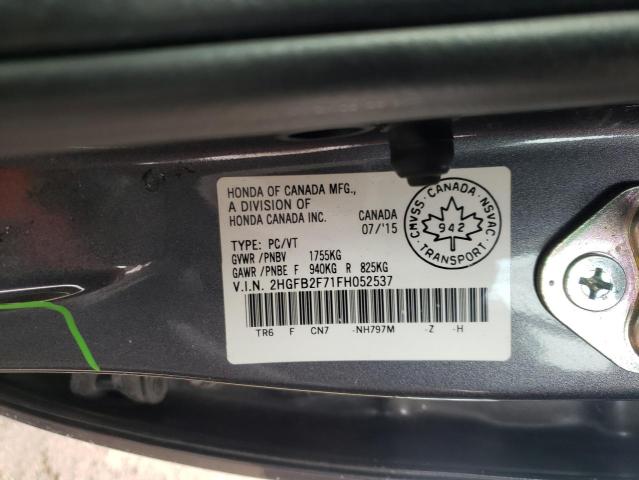 HONDA OF CANADA MFG.,
A DIVISION OF
HONDA CANADA INC.
CANADA
07/'15
CMVSS - CANADA - NSVAC
942
TRANSPORT
TYPE: PC/VT
GVWR /PNBV 1755KG
GAWR /PNBE F 940KG R 825KG
V.I.N. 2HGFB2F71FH052537
TR6 F CN7 -NH797M -Z -H